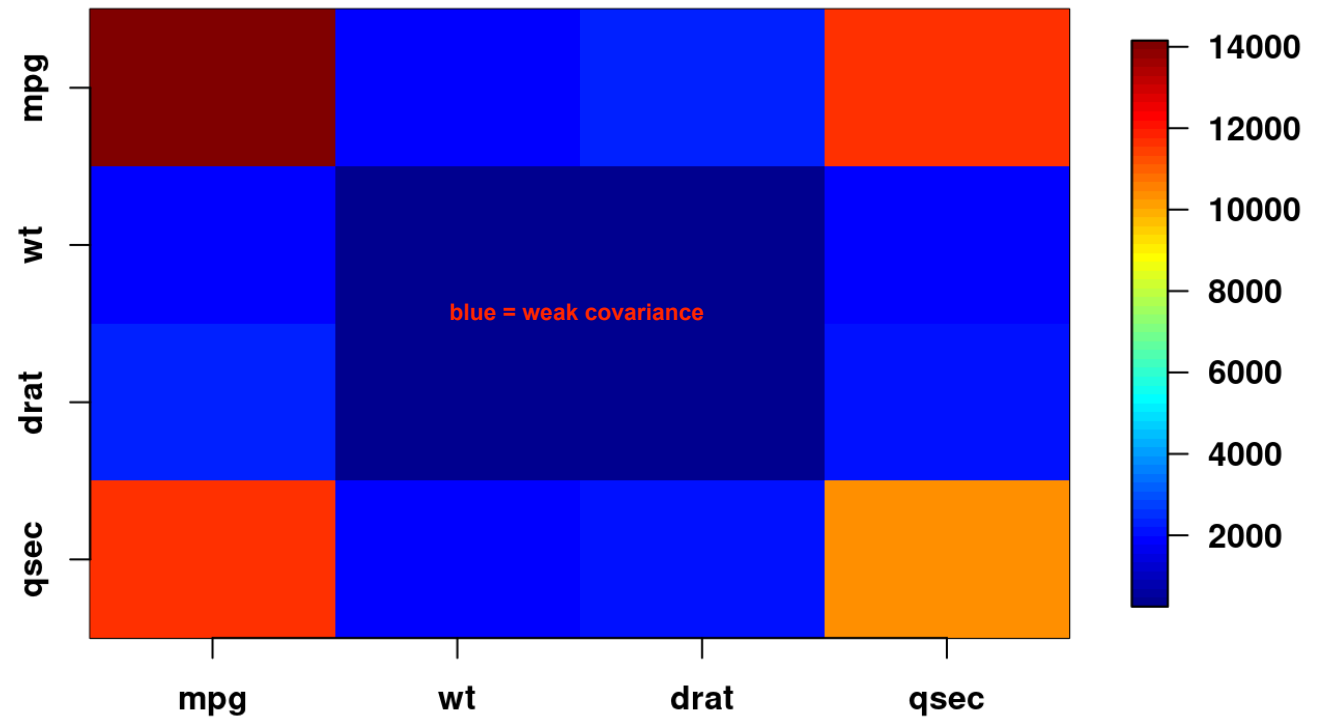 mpg
wt
drat
qsec
blue = weak covariance
mpg wt drat qsec
14000
12000
10000
8000
6000
4000
2000